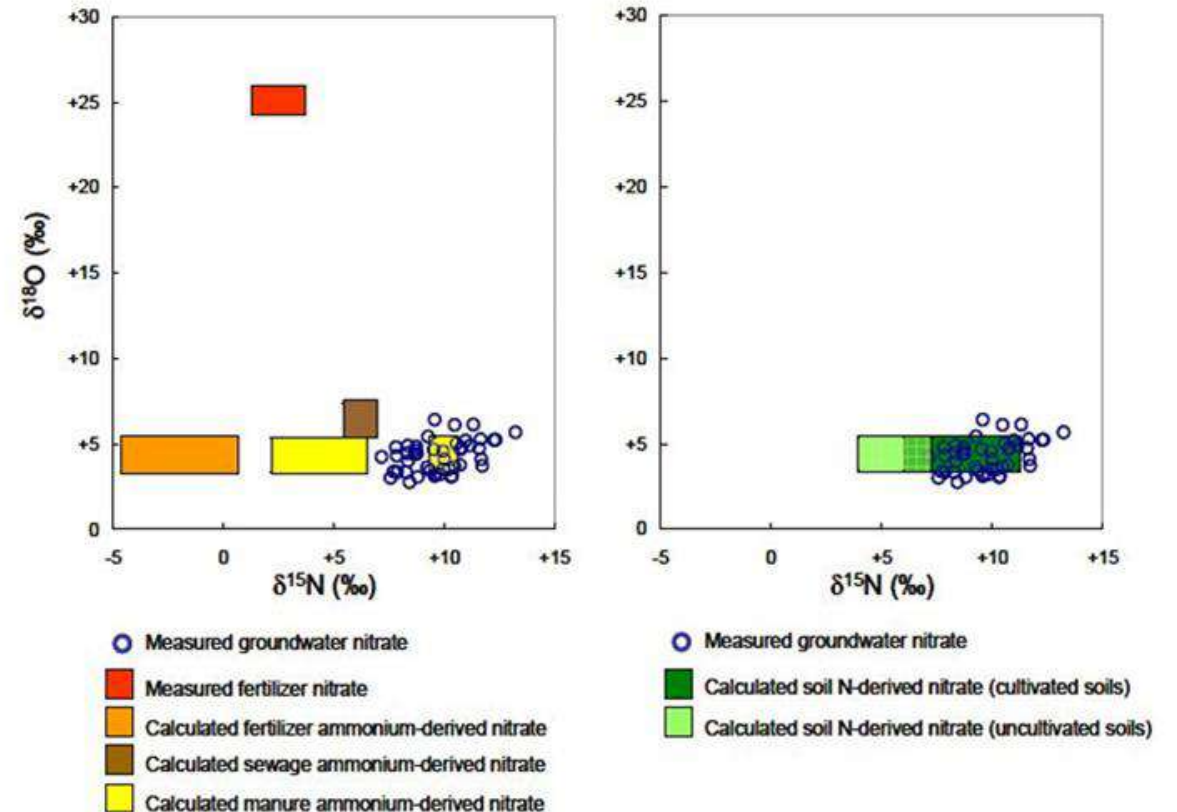 +30
+25
+20
+15
+10
+5
0
δ18O (‰)
-5 0 +5 +10 +15
δ15N (‰)
Measured groundwater nitrate
Measured fertilizer nitrate
Calculated fertilizer ammonium-derived nitrate
Calculated sewage ammonium-derived nitrate
Calculated manure ammonium-derived nitrate
+30
+25
+20
+15
+10
+5
0
-5 0 +5 +10 +15
δ15N (‰)
Measured groundwater nitrate
Calculated soil N-derived nitrate (cultivated soils)
Calculated soil N-derived nitrate (uncultivated soils)